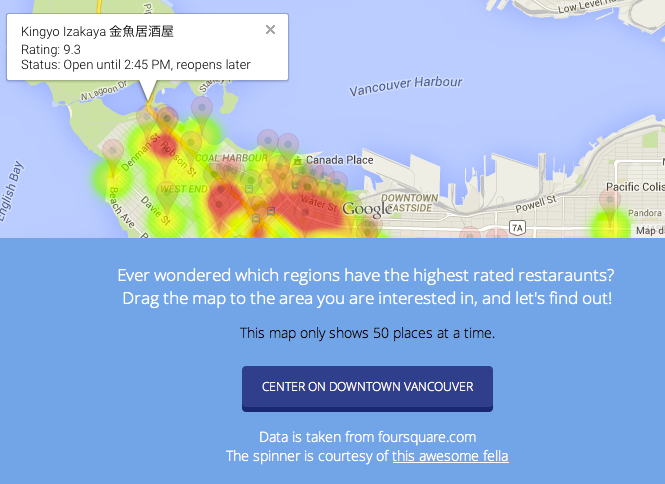 Kingyo Izakaya 金魚居酒屋
Rating: 9.3
Status: Open until 2:45 PM, reopens later
Low Level Ro
N Lagoon Dr
Vancouver Harbour
English Bay
Denman St
Robson St
COAL HARBOUR
Canada Place
WEST END
Beach Ave
Davie St
Water St
Google
DOWNTOWN
EASTSIDE
Powell St
7A
Pacific Colis
Pandora
Map da
Ever wondered which regions have the highest rated restaraunts?
Drag the map to the area you are interested in, and let's find out!
This map only shows 50 places at a time.
CENTER ON DOWNTOWN VANCOUVER
Data is taken from foursquare.com
The spinner is courtesy of this awesome fella